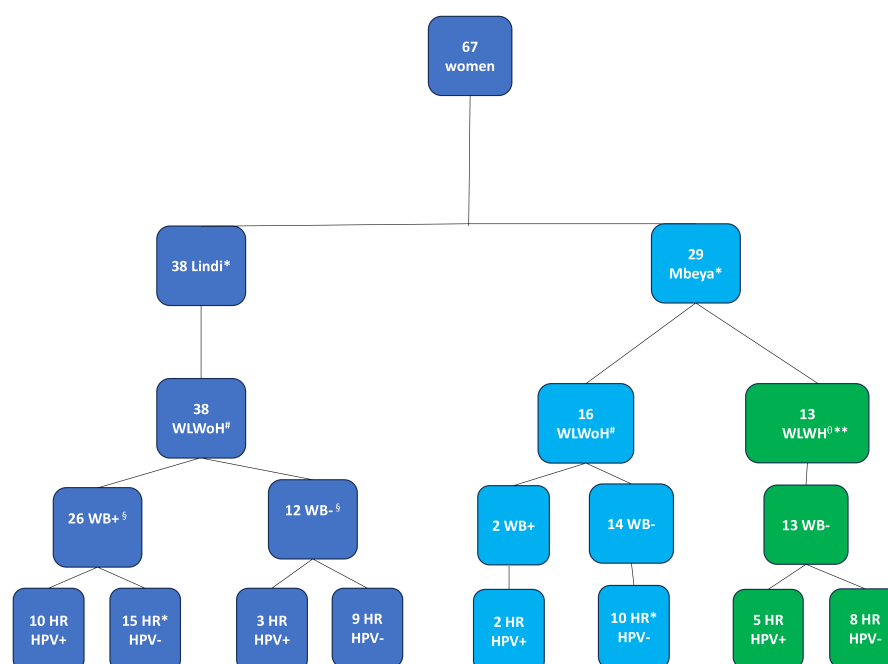 67
women
38 Lindi*
29
Mbeya*
38
WLWoH#
16
WLWoH#
13
WLWHθ**
26 WB+§
12 WB-§
2 WB+
14 WB-
13 WB-
10 HR
HPV+
15 HR*
HPV-
3 HR
HPV+
9 HR
HPV-
2 HR
HPV+
10 HR*
HPV-
5 HR
HPV+
8 HR
HPV-